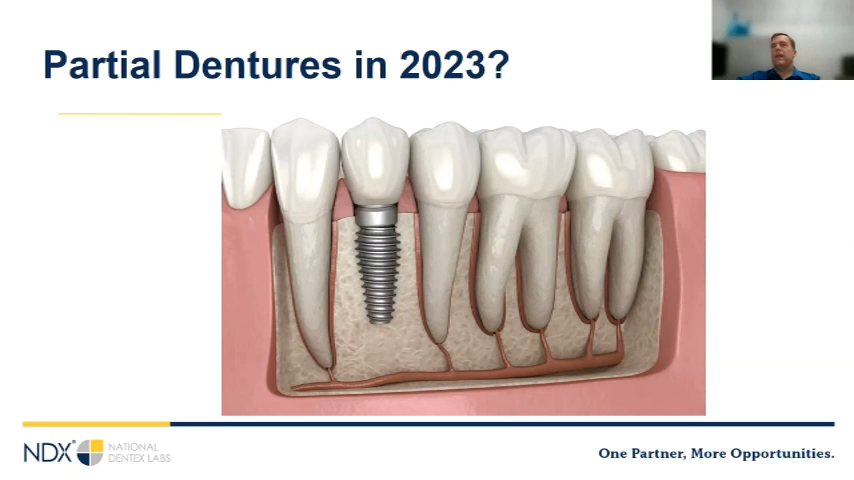 Partial Dentures in 2023?
NDX NATIONAL
DENTEX LABS
One Partner, More Opportunities.